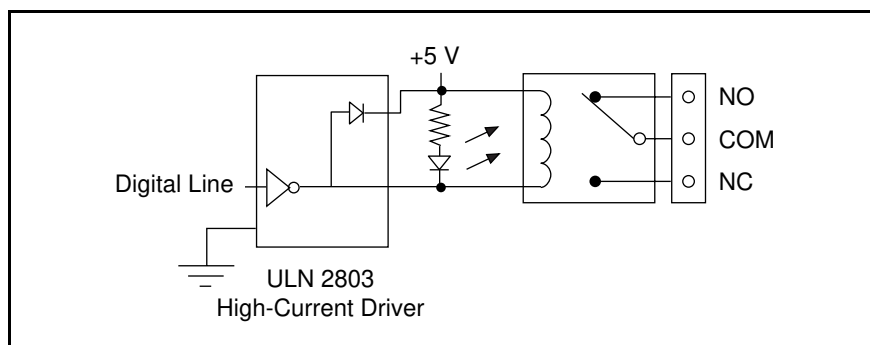 +5 V
NO
COM
Digital Line
NC
ULN 2803
High-Current Driver